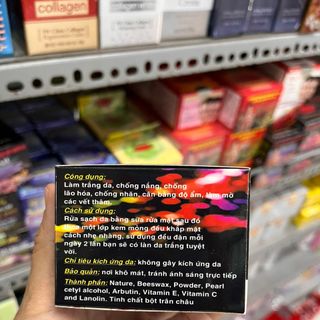 collagen
Công dụng:
Làm trắng da, chống nắng, chống
lão hóa, chống nhăn, cân bằng độ ẩm, làm mờ
các vết thâm.
Cách sử dụng:
Rửa sạch da bằng sữa rửa mặt sau đó
thoa một lớp kem mỏng đều khắp mặt
cách nhẹ nhàng, sử dụng đều đặn mỗi
ngày 2 lần bạn sẽ có làn da trắng tuyệt
vời.
Chỉ tiêu kích ứng da: không gây kích ứng da
Bảo quản: nơi khô mát, tránh ánh sáng trực tiếp
Thành phần: Nature, Beeswax, Powder, Pearl
cetyl alcohol, Arbutin, Vitamin E, Vitamin C
and Lanolin. Tinh chất bột trân châu